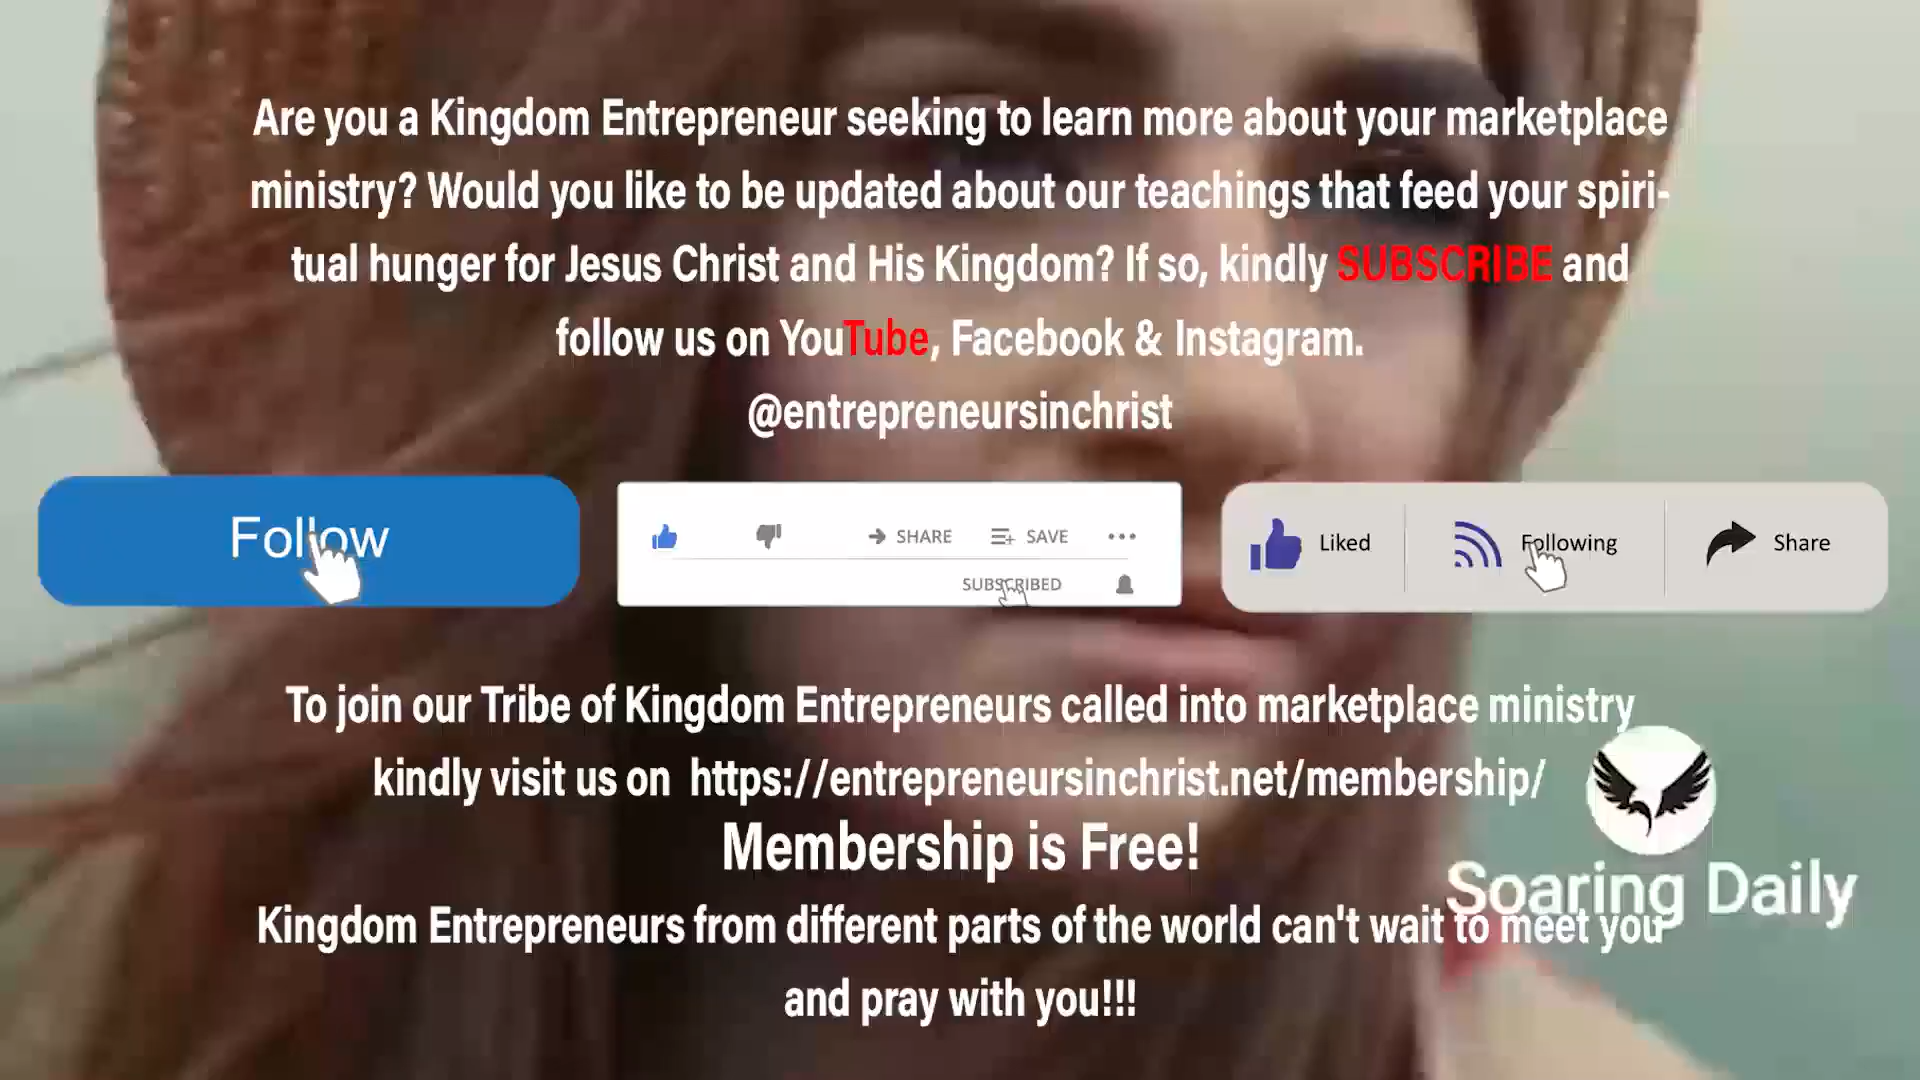 Are you a Kingdom Entrepreneur seeking to learn more about your marketplace
ministry? Would you like to be updated about our teachings that feed your spiri-
tual hunger for Jesus Christ and His Kingdom? If so, kindly SUBSCRIBE and
follow us on YouTube, Facebook & Instagram.
@entrepreneursinchrist
Follow
SHARE SAVE
SUBSCRIBED
Liked Following Share
To join our Tribe of Kingdom Entrepreneurs called into marketplace ministry
kindly visit us on https://entrepreneursinchrist.net/membership/
Membership is Free!
Soaring Daily
Kingdom Entrepreneurs from different parts of the world can't wait to meet you
and pray with you!!!